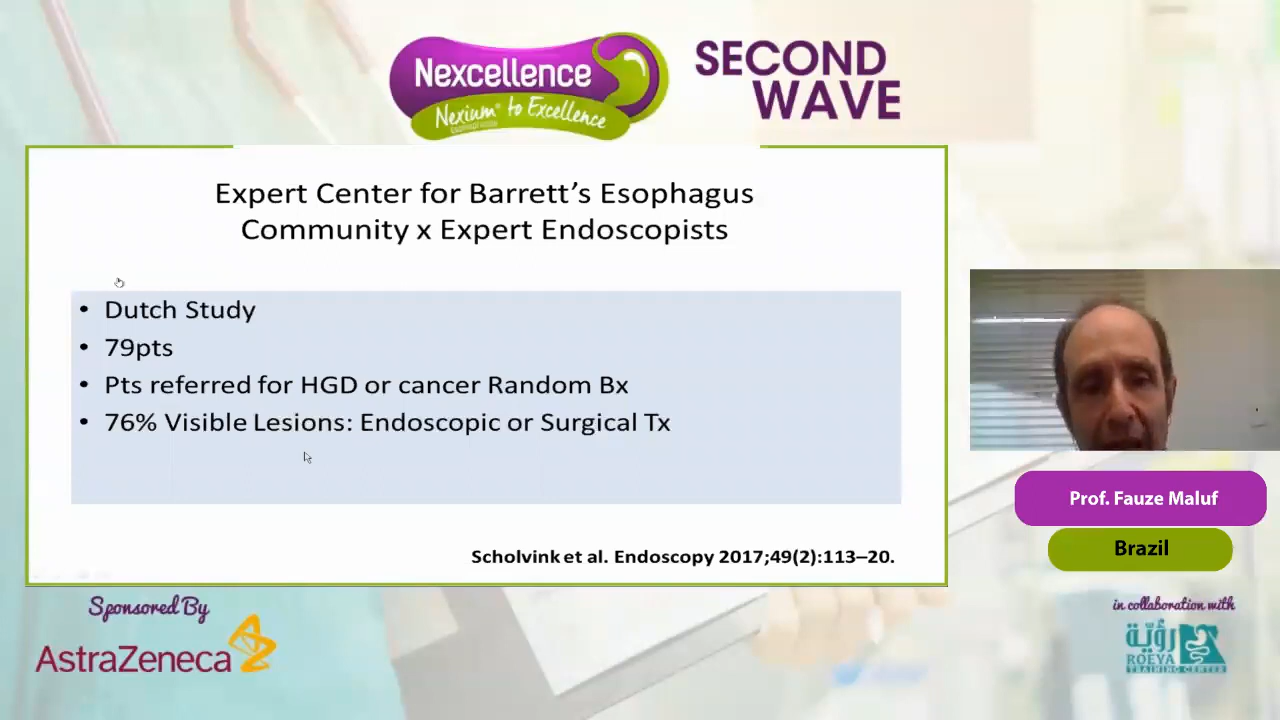 Nexcellence
Nexium® to Excellence
SECOND
WAVE
Expert Center for Barrett’s Esophagus
Community x Expert Endoscopists
• Dutch Study
• 79pts
• Pts referred for HGD or cancer Random Bx
• 76% Visible Lesions: Endoscopic or Surgical Tx
Scholvink et al. Endoscopy 2017;49(2):113–20.
Prof. Fauze Maluf
Brazil
Sponsored By
AstraZeneca
in collaboration with
رؤية
ROEYA
TRAINING CENTER